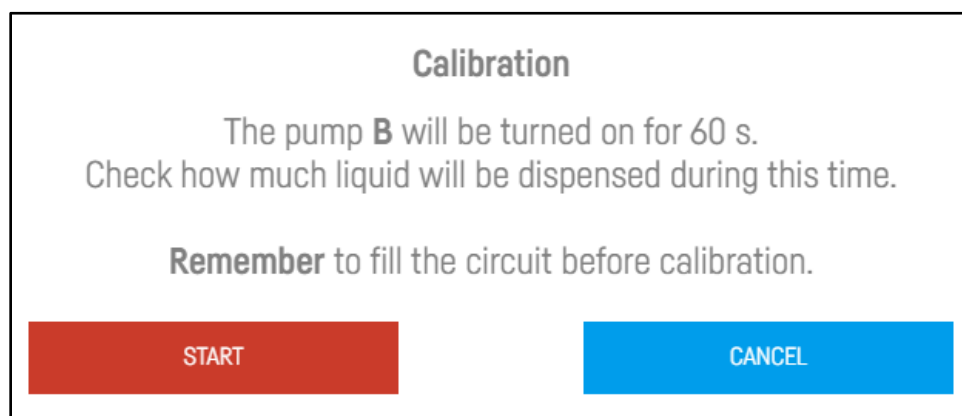 Calibration
The pump B will be turned on for 60 s.
Check how much liquid will be dispensed during this time.
Remember to fill the circuit before calibration.
START
CANCEL